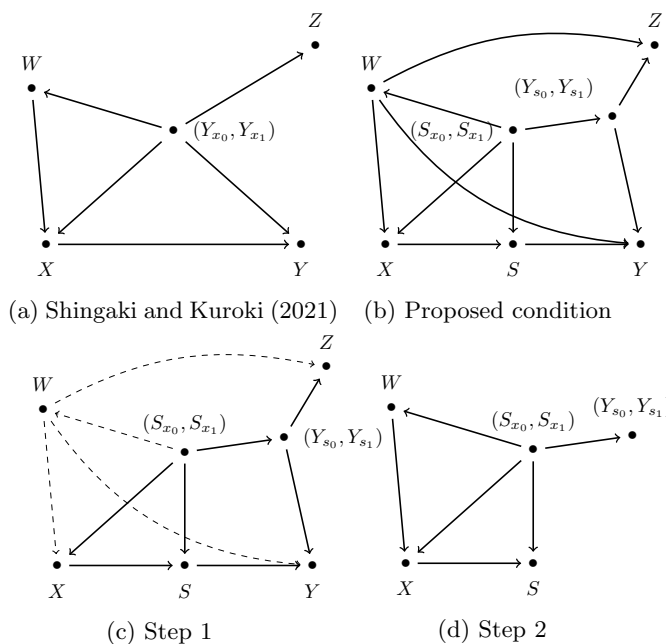 Z
W
(Y_{x_0}, Y_{x_1})
X
Y
(a) Shingaki and Kuroki (2021)
Z
W
(Y_{s_0}, Y_{s_1})
(S_{x_0}, S_{x_1})
X
S
Y
(b) Proposed condition
Z
W
(S_{x_0}, S_{x_1})
(Y_{s_0}, Y_{s_1})
X
S
Y
(c) Step 1
W
(S_{x_0}, S_{x_1})
(Y_{s_0}, Y_{s_1}
X
S
(d) Step 2